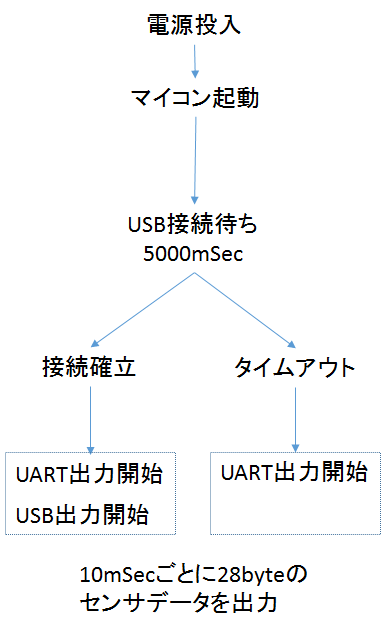 電源投入
マイコン起動
USB接続待ち
5000mSec
接続確立
タイムアウト
UART出力開始
USB出力開始
UART出力開始
10mSecごとに28byteの
センサデータを出力